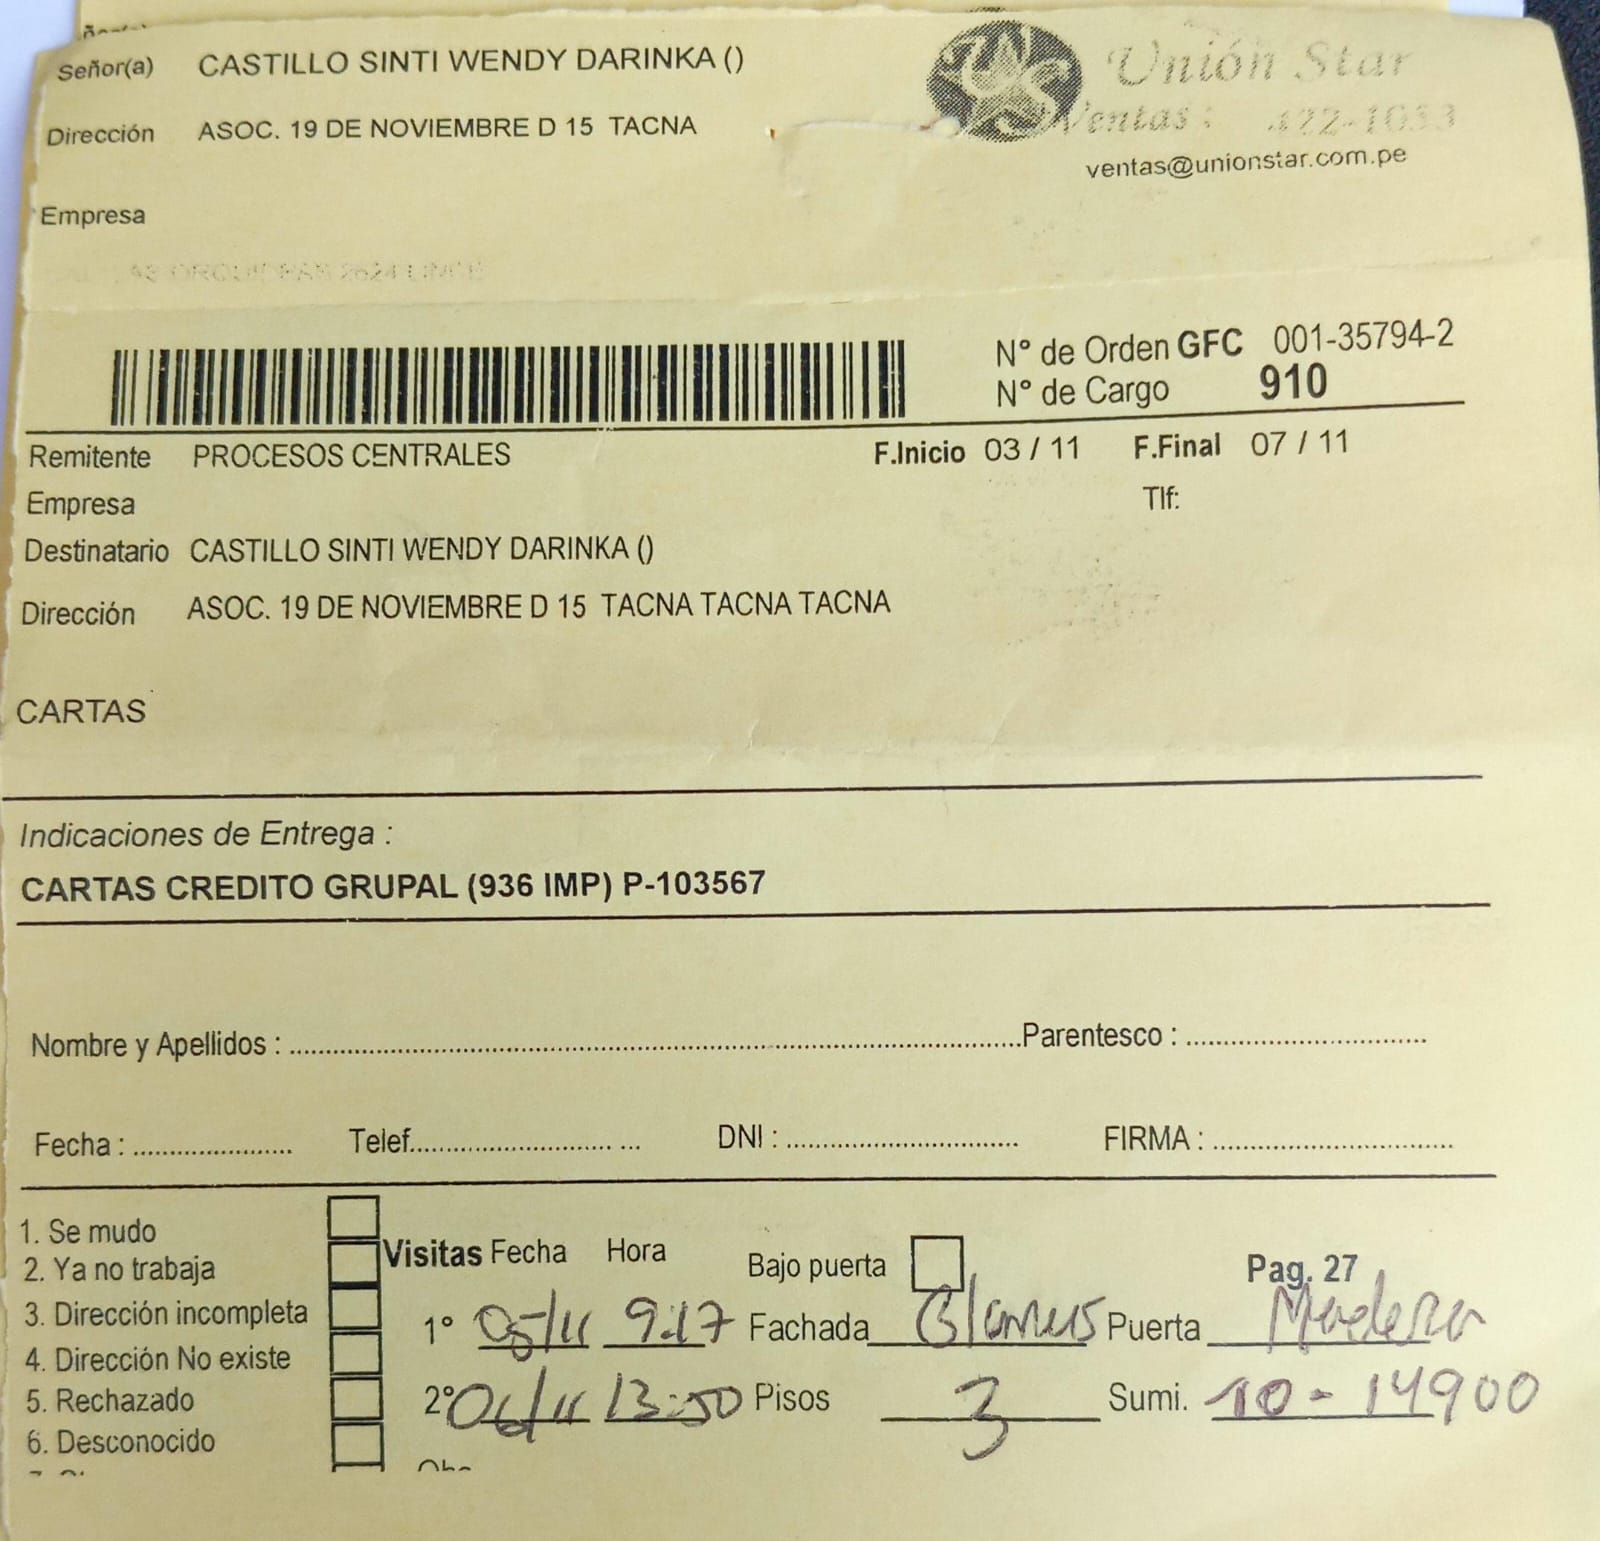 Señor(a) CASTILLO SINTI WENDY DARINKA ()
Unión Star
Dirección ASOC. 19 DE NOVIEMBRE D 15 TACNA
Ventas : 422-1033
ventas@unionstar.com.pe
Empresa
N° de Orden GFC 001-35794-2
N° de Cargo 910
Remitente PROCESOS CENTRALES F.Inicio 03 / 11 F.Final 07 / 11
Empresa Tlf:
Destinatario CASTILLO SINTI WENDY DARINKA ()
Dirección ASOC. 19 DE NOVIEMBRE D 15 TACNA TACNA TACNA
CARTAS
Indicaciones de Entrega :
CARTAS CREDITO GRUPAL (936 IMP) P-103567
Nombre y Apellidos : Parentesco :
Fecha : Telef. DNI : FIRMA :
1. Se mudo
2. Ya no trabaja
3. Dirección incompleta
4. Dirección No existe
5. Rechazado
6. Desconocido
Visitas Fecha Hora Bajo puerta Pag. 27
1° 05/11 9:17 Fachada Puerta Madera
2° 06/11 13:50 Pisos 3 Sumi. 10-14900